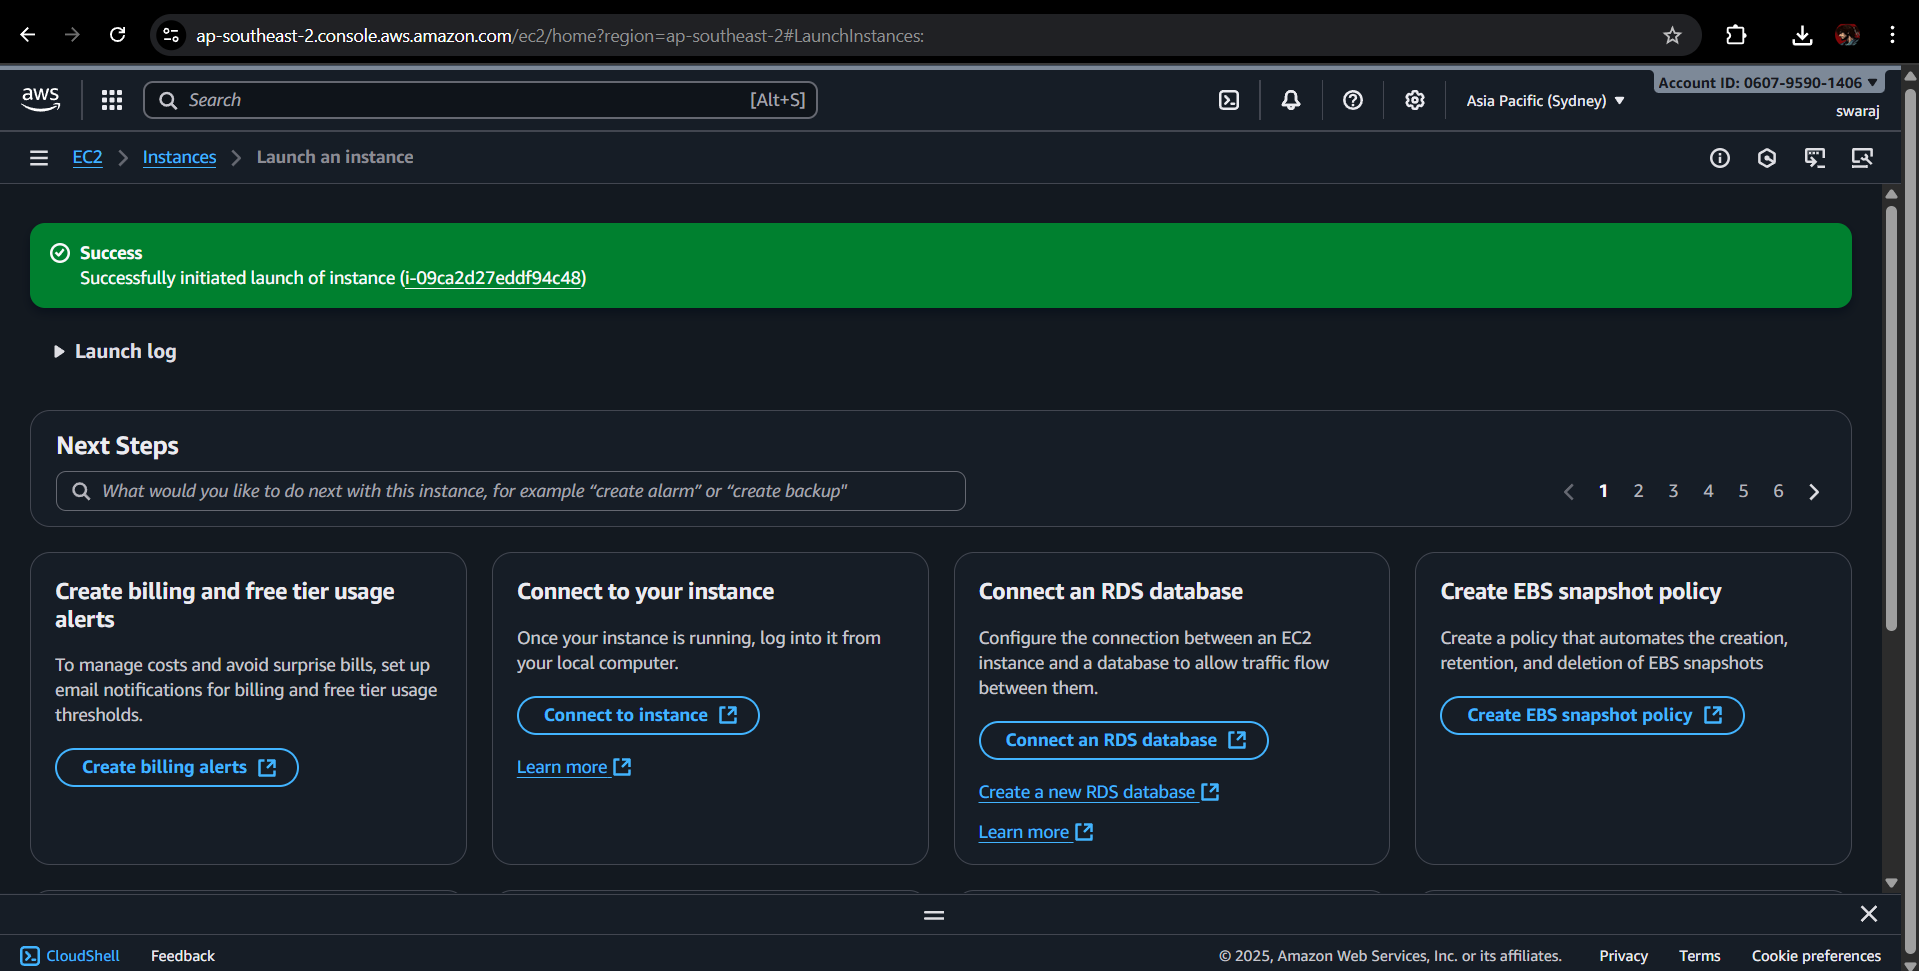 ap-southeast-2.console.aws.amazon.com/ec2/home?region=ap-southeast-2#LaunchInstances:
aws
Search
[Alt+S]
Asia Pacific (Sydney)
Account ID: 0607-9590-1406
swaraj
EC2
Instances
Launch an instance
Success
Successfully initiated launch of instance (i-09ca2d27eddf94c48)
Launch log
Next Steps
What would you like to do next with this instance, for example “create alarm” or “create backup"
1 2 3 4 5 6
Create billing and free tier usage
alerts
To manage costs and avoid surprise bills, set up
email notifications for billing and free tier usage
thresholds.
Create billing alerts
Connect to your instance
Once your instance is running, log into it from
your local computer.
Connect to instance
Learn more
Connect an RDS database
Configure the connection between an EC2
instance and a database to allow traffic flow
between them.
Connect an RDS database
Create a new RDS database
Learn more
Create EBS snapshot policy
Create a policy that automates the creation,
retention, and deletion of EBS snapshots
Create EBS snapshot policy
CloudShell
Feedback
© 2025, Amazon Web Services, Inc. or its affiliates.
Privacy
Terms
Cookie preferences